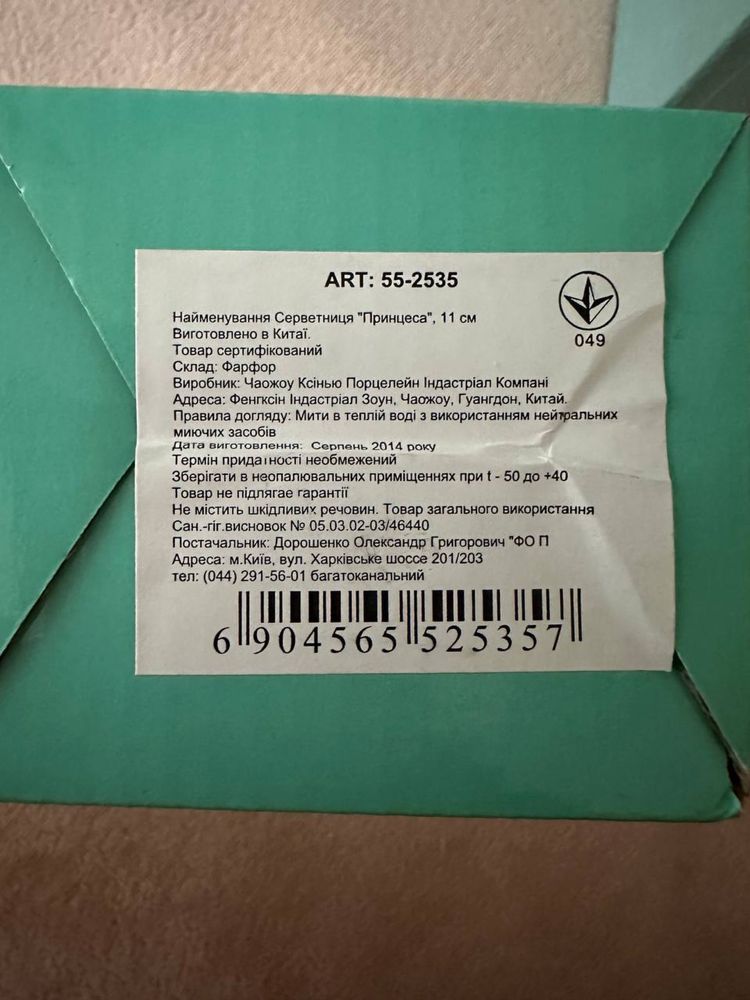 ART: 55-2535
049
Найменування Серветниця "Принцеса", 11 см
Виготовлено в Китаї.
Товар сертифікований
Склад: Фарфор
Виробник: Чаожоу Ксінью Порцелейн Індастріал Компані
Адреса: Фенгксін Індастріал Зоун, Чаожоу, Гуангдон, Китай.
Правила догляду: Мити в теплій воді з використанням нейтральних
миючих засобів
Дата виготовлення: Серпень 2014 року
Термін придатності необмежений
Зберігати в неопалювальних приміщеннях при t - 50 до +40
Товар не підлягає гарантії
Не містить шкідливих речовин. Товар загального використання
Сан.-гіг.висновок № 05.03.02-03/46440
Постачальник: Дорошенко Олександр Григорович "ФО П
Адреса: м.Київ, вул. Харківське шоссе 201/203
тел: (044) 291-56-01 багатоканальний
6 904565 525357